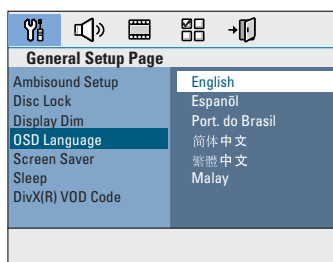 General Setup Page
Ambisound Setup
Disc Lock
Display Dim
OSD Language
Screen Saver
Sleep
DivX(R) VOD Code
English
Espanõl
Port. do Brasil
简体中文
繁體中文
Malay